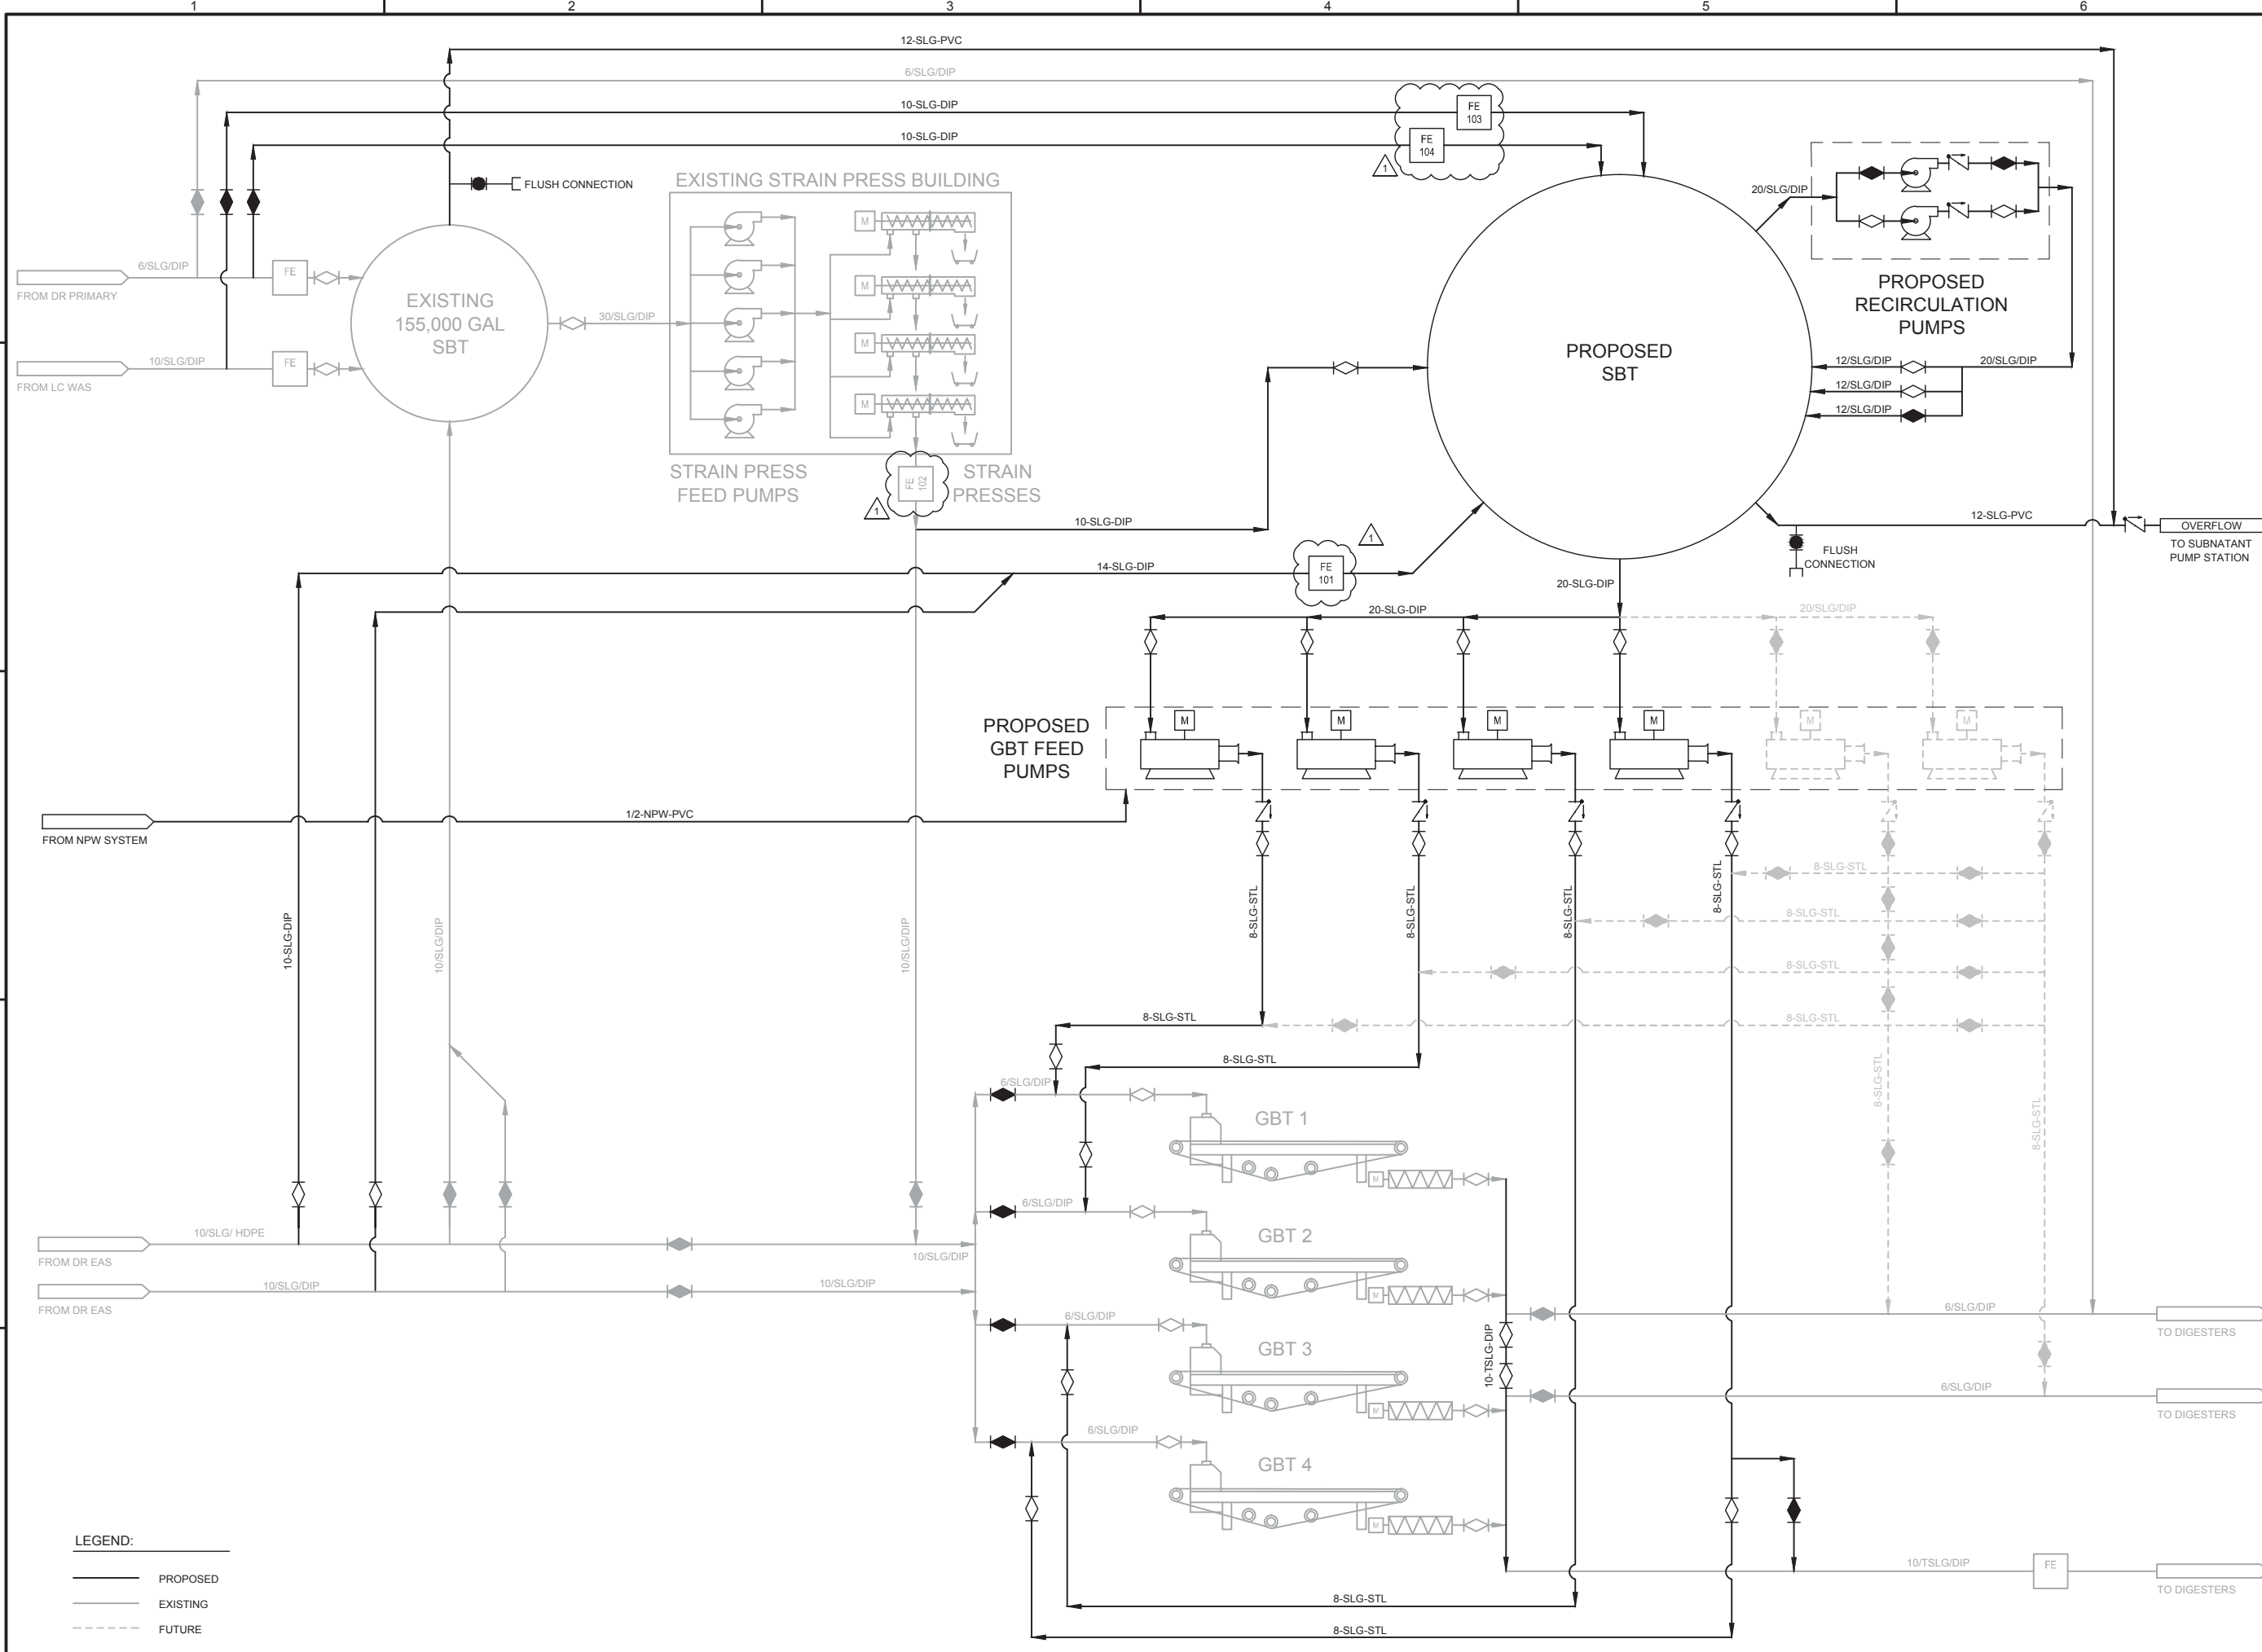 1
2
3
4
5
6
12-SLG-PVC
6/SLG/DIP
10-SLG-DIP
FE
103
10-SLG-DIP
FE
104
1
FLUSH CONNECTION
EXISTING STRAIN PRESS BUILDING
20/SLG/DIP
M
M
M
M
6/SLG/DIP
FE
FROM DR PRIMARY
EXISTING
155,000 GAL
SBT
30/SLG/DIP
10/SLG/DIP
FE
FROM LC WAS
PROPOSED
RECIRCULATION
PUMPS
PROPOSED
SBT
12/SLG/DIP
20/SLG/DIP
12/SLG/DIP
12/SLG/DIP
STRAIN PRESS
FEED PUMPS
FE
102
1
STRAIN
PRESSES
10-SLG-DIP
12-SLG-PVC
OVERFLOW
TO SUBNATANT
PUMP STATION
FLUSH
CONNECTION
14-SLG-DIP
FE
101
1
20-SLG-DIP
20-SLG-DIP
20/SLG/DIP
PROPOSED
GBT FEED
PUMPS
M
M
M
M
M
M
1/2-NPW-PVC
FROM NPW SYSTEM
8-SLG-STL
8-SLG-STL
8-SLG-STL
8-SLG-STL
8-SLG-STL
8-SLG-STL
8-SLG-STL
8-SLG-STL
10-SLG-DIP
10/SLG/DIP
10/SLG/DIP
8-SLG-STL
8-SLG-STL
8-SLG-STL
8-SLG-STL
6/SLG/DIP
GBT 1
M
6/SLG/DIP
GBT 2
M
10/SLG/ HDPE
FROM DR EAS
10/SLG/DIP
10/SLG/DIP
10/SLG/DIP
FROM DR EAS
6/SLG/DIP
GBT 3
M
10-TSLG-DIP
6/SLG/DIP
TO DIGESTERS
6/SLG/DIP
TO DIGESTERS
6/SLG/DIP
GBT 4
M
10/TSLG/DIP
FE
TO DIGESTERS
8-SLG-STL
8-SLG-STL
LEGEND:
PROPOSED
EXISTING
FUTURE